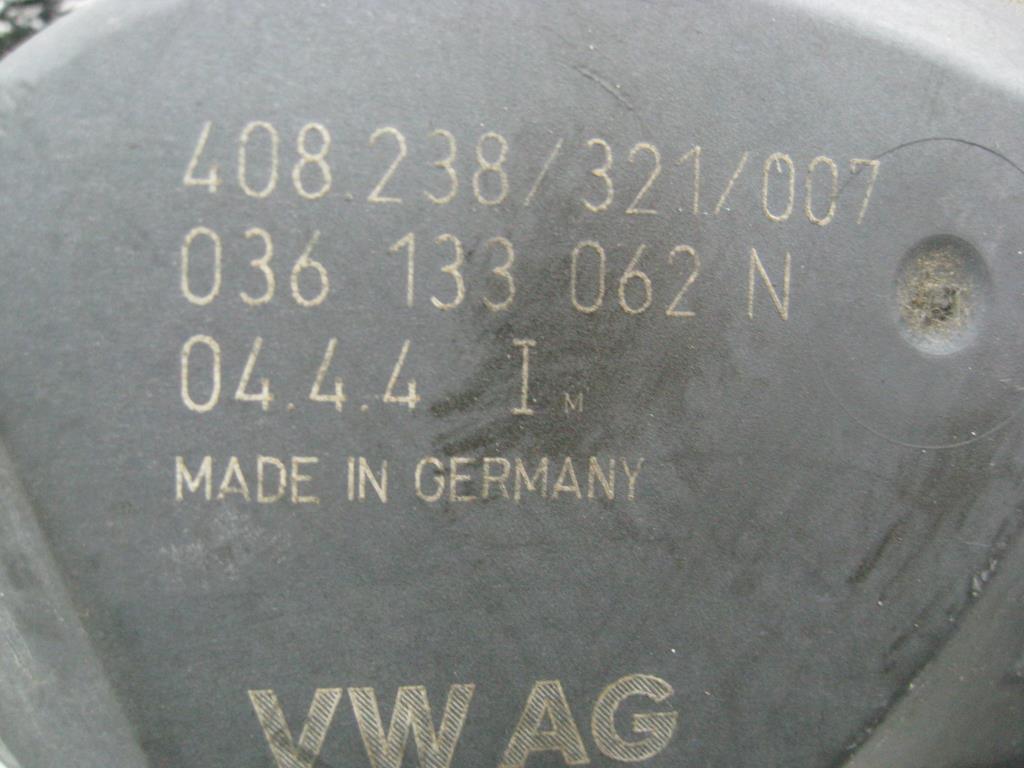 408.238/321/007
036 133 062 N
04.4.4 I M
MADE IN GERMANY
VW AG